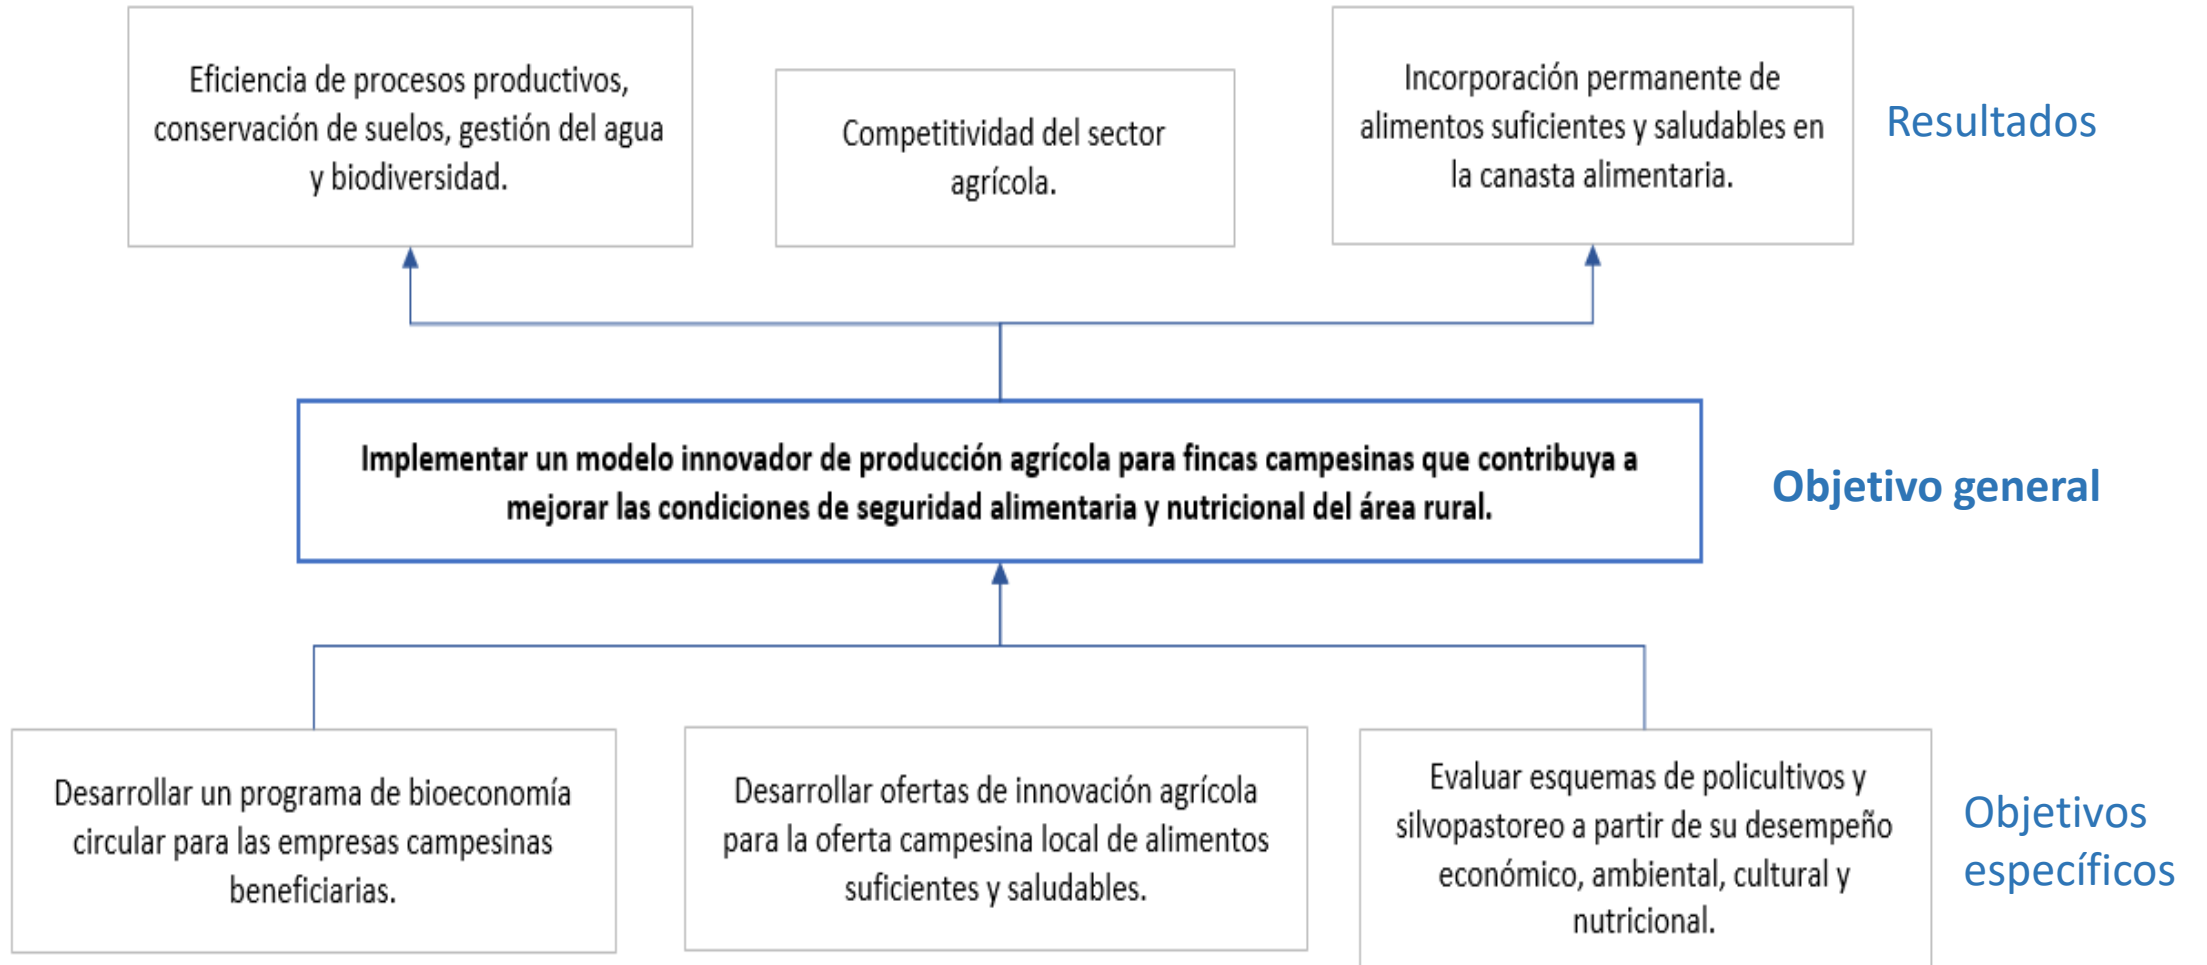 Eficiencia de procesos productivos,
conservación de suelos, gestión del agua
y biodiversidad.
Competitividad del sector
agrícola.
Incorporación permanente de
alimentos suficientes y saludables en
la canasta alimentaria.
Resultados
Implementar un modelo innovador de producción agrícola para fincas campesinas que contribuya a
mejorar las condiciones de seguridad alimentaria y nutricional del área rural.
Objetivo general
Desarrollar un programa de bioeconomía
circular para las empresas campesinas
beneficiarias.
Desarrollar ofertas de innovación agrícola
para la oferta campesina local de alimentos
suficientes y saludables.
Evaluar esquemas de policultivos y
silvopastoreo a partir de su desempeño
económico, ambiental, cultural y
nutricional.
Objetivos
específicos